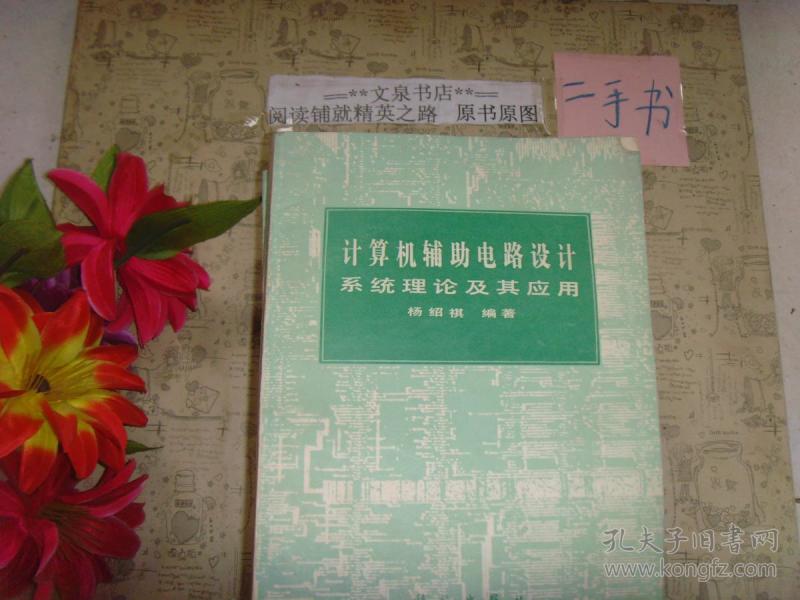 ==**文泉书店**==
阅读铺就精英之路 原书原图
二手书
计算机辅助电路设计
系统理论及其应用
杨绍祺 编著
孔夫子旧书网
www.kongfz.com